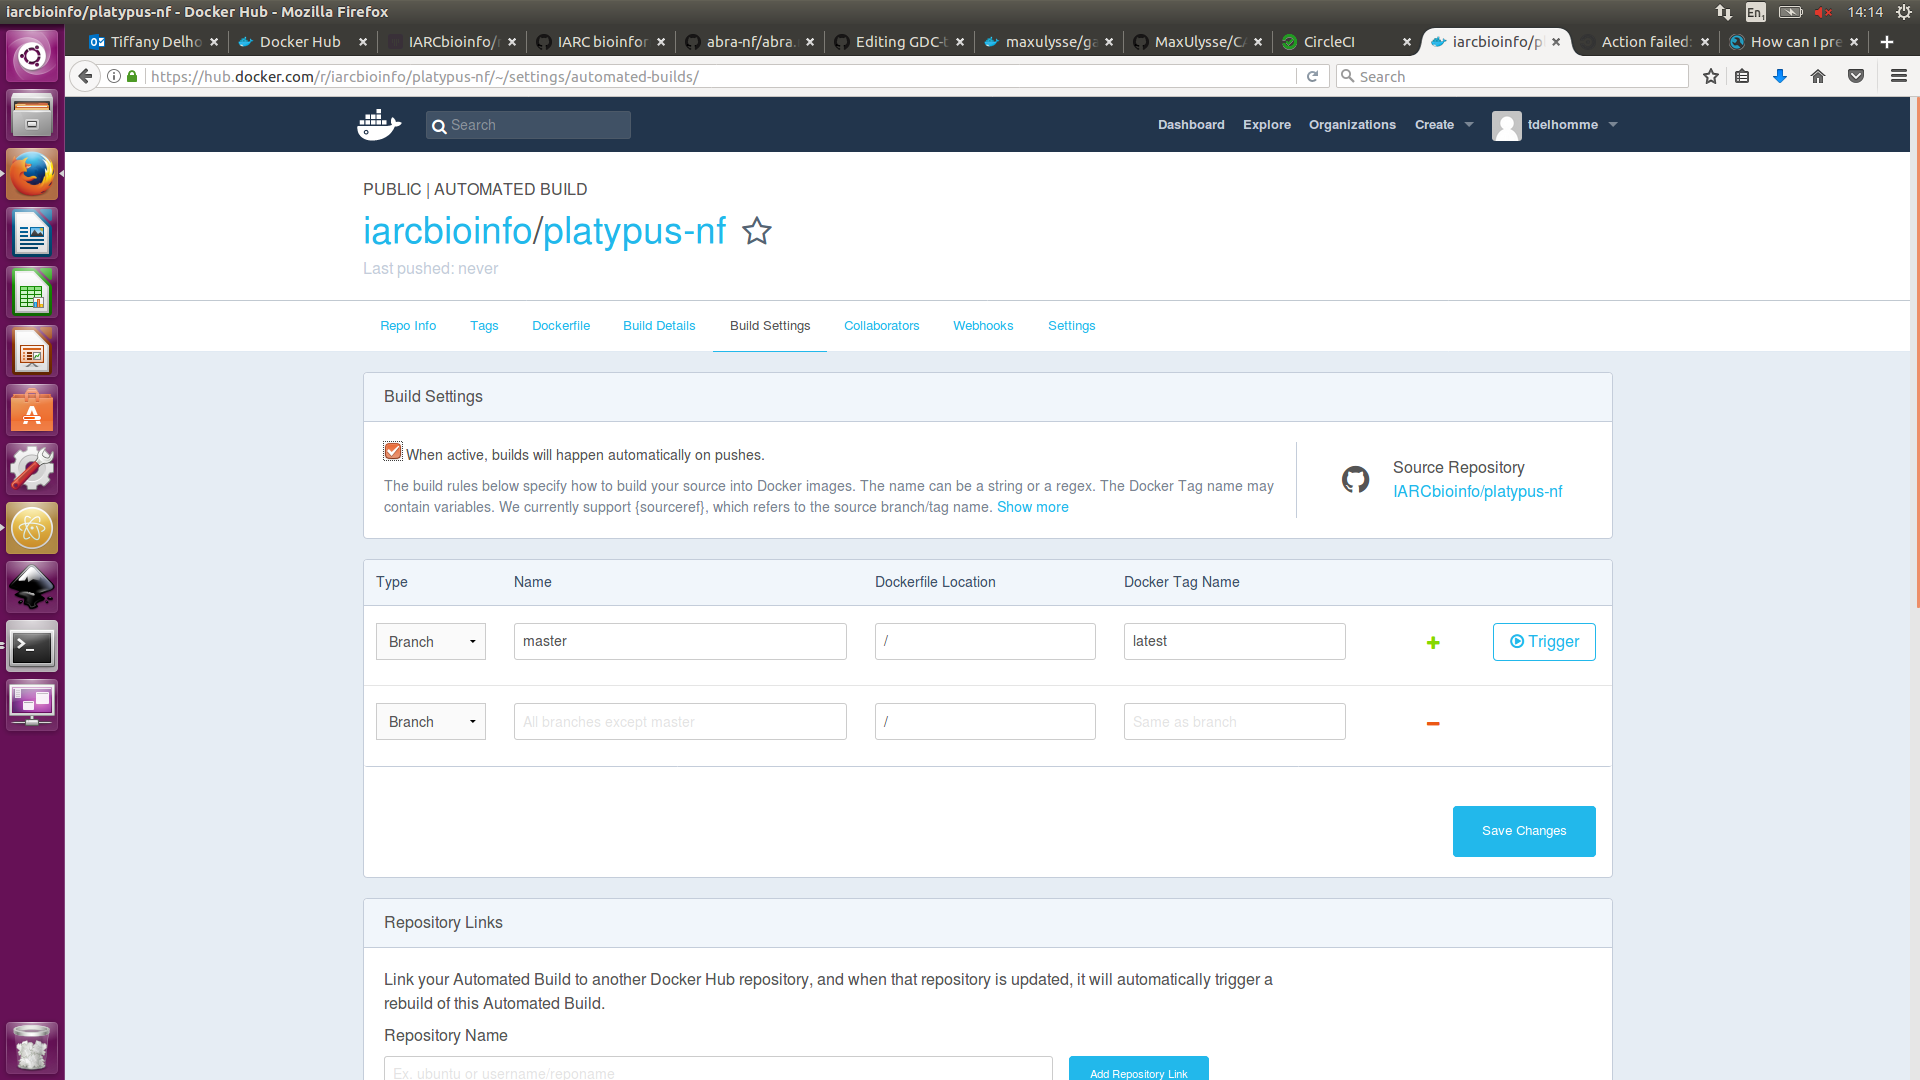 iarcbioinfo/platypus-nf - Docker Hub - Mozilla Firefox
En1
14:14
Tiffany Delho
Docker Hub
IARCbioinfo/
IARC bioinfor
abra-nf/abra.
Editing GDC-t
maxulysse/ga
MaxUlysse/CA
CircleCI
iarcbioinfo/pl
Action failed:
How can I pre
https://hub.docker.com/r/iarcbioinfo/platypus-nf/~/settings/automated-builds/
Search
Search
Dashboard
Explore
Organizations
Create
tdelhomme
PUBLIC | AUTOMATED BUILD
iarcbioinfo/platypus-nf
Last pushed: never
Repo Info
Tags
Dockerfile
Build Details
Build Settings
Collaborators
Webhooks
Settings
Build Settings
When active, builds will happen automatically on pushes.
The build rules below specify how to build your source into Docker images. The name can be a string or a regex. The Docker Tag name may
contain variables. We currently support {sourceref}, which refers to the source branch/tag name. Show more
Source Repository
IARCbioinfo/platypus-nf
Type
Name
Dockerfile Location
Docker Tag Name
Branch
master
/
latest
Trigger
Branch
All branches except master
/
Same as branch
Save Changes
Repository Links
Link your Automated Build to another Docker Hub repository, and when that repository is updated, it will automatically trigger a
rebuild of this Automated Build.
Repository Name
Ex. ubuntu or username/reponame
Add Repository Link